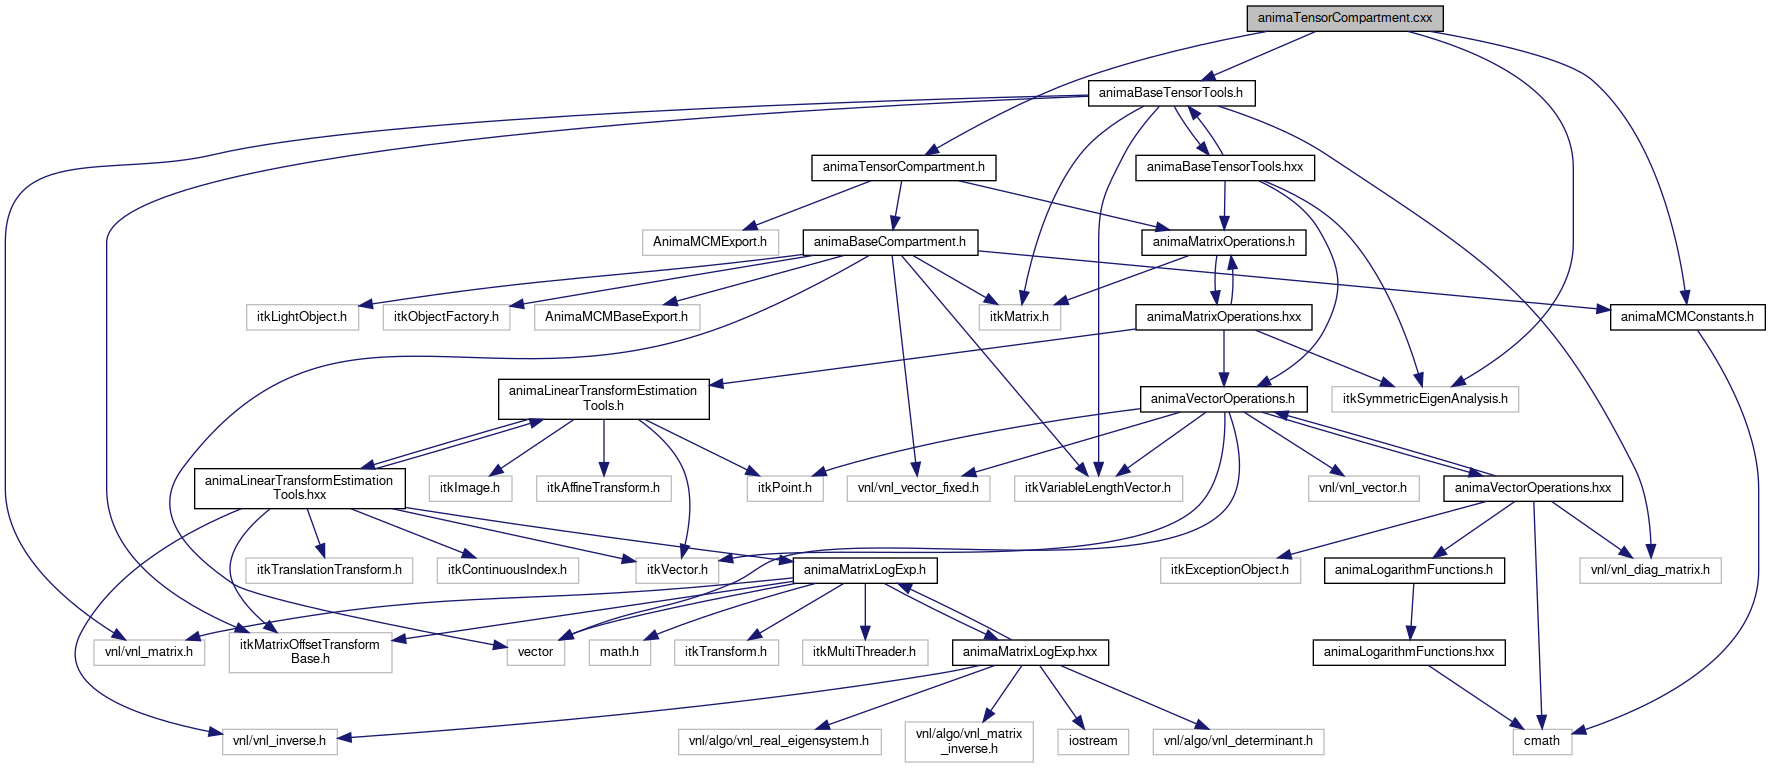 animaTensorCompartment.cxx
animaBaseTensorTools.h
animaTensorCompartment.h
animaBaseTensorTools.hxx
AnimaMCMExport.h
animaBaseCompartment.h
animaMatrixOperations.h
itkLightObject.h
itkObjectFactory.h
AnimaMCMBaseExport.h
itkMatrix.h
animaMatrixOperations.hxx
animaMCMConstants.h
animaLinearTransformEstimation
Tools.h
animaVectorOperations.h
itkSymmetricEigenAnalysis.h
animaLinearTransformEstimation
Tools.hxx
itkImage.h
itkAffineTransform.h
itkPoint.h
vnl/vnl_vector_fixed.h
itkVariableLengthVector.h
vnl/vnl_vector.h
animaVectorOperations.hxx
itkTranslationTransform.h
itkContinuousIndex.h
itkVector.h
animaMatrixLogExp.h
itkExceptionObject.h
animaLogarithmFunctions.h
vnl/vnl_diag_matrix.h
vnl/vnl_matrix.h
itkMatrixOffsetTransform
Base.h
vector
math.h
itkTransform.h
itkMultiThreader.h
animaMatrixLogExp.hxx
animaLogarithmFunctions.hxx
vnl/vnl_inverse.h
vnl/algo/vnl_real_eigensystem.h
vnl/algo/vnl_matrix
_inverse.h
iostream
vnl/algo/vnl_determinant.h
cmath